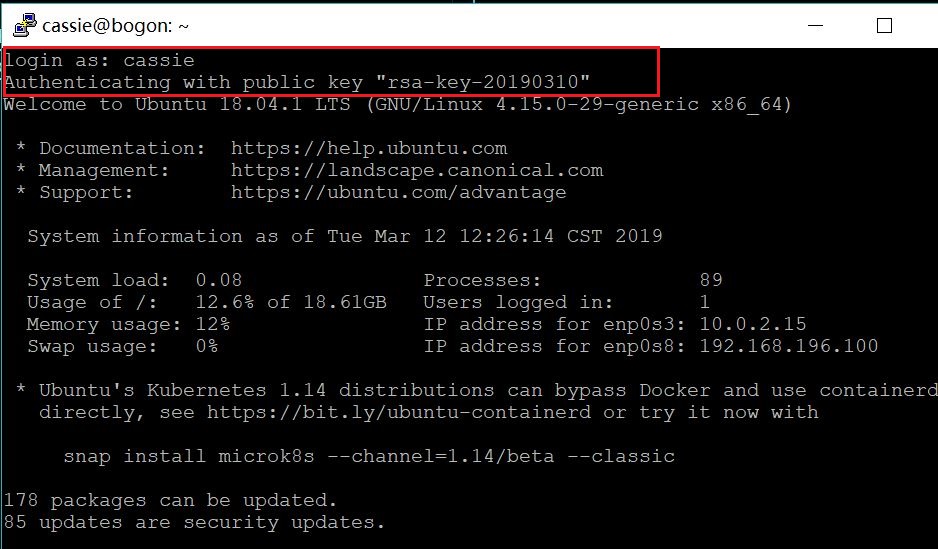 cassie@bogon: ~
login as: cassie
Authenticating with public key "rsa-key-20190310"
Welcome to Ubuntu 18.04.1 LTS (GNU/Linux 4.15.0-29-generic x86_64)
* Documentation:  https://help.ubuntu.com
* Management:     https://landscape.canonical.com
* Support:        https://ubuntu.com/advantage
System information as of Tue Mar 12 12:26:14 CST 2019
System load:  0.08               Processes:             89
Usage of /:   12.6% of 18.61GB   Users logged in:       1
Memory usage: 12%                IP address for enp0s3: 10.0.2.15
Swap usage:   0%                 IP address for enp0s8: 192.168.196.100
* Ubuntu's Kubernetes 1.14 distributions can bypass Docker and use containerd
directly, see https://bit.ly/ubuntu-containerd or try it now with
snap install microk8s --channel=1.14/beta --classic
178 packages can be updated.
85 updates are security updates.